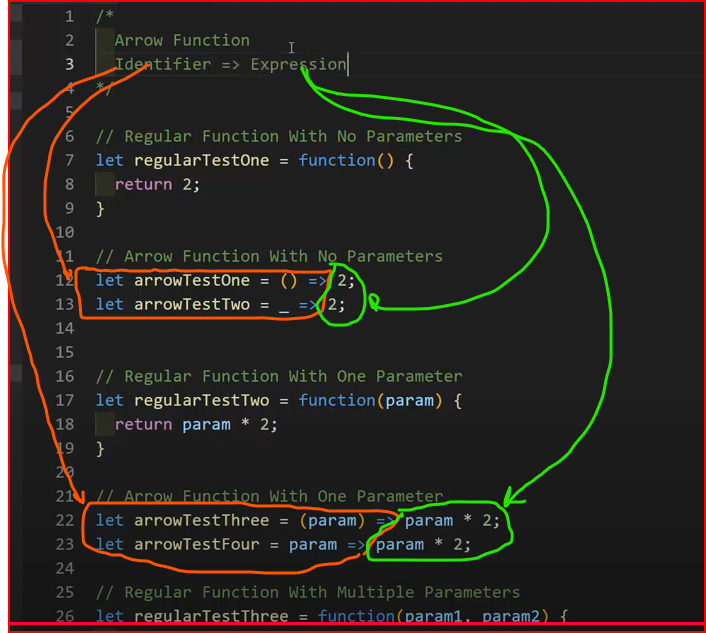 1 /*
2 Arrow Function
3 Identifier => Expression
4 */
5
6 // Regular Function With No Parameters
7 let regularTestOne = function() {
8 return 2;
9 }
10
11 // Arrow Function With No Parameters
12 let arrowTestOne = () => 2;
13 let arrowTestTwo = _ => 2;
14
15
16 // Regular Function With One Parameter
17 let regularTestTwo = function(param) {
18 return param * 2;
19 }
20
21 // Arrow Function With One Parameter
22 let arrowTestThree = (param) => param * 2;
23 let arrowTestFour = param => param * 2;
24
25 // Regular Function With Multiple Parameters
26 let regularTestThree = function(param1, param2) {